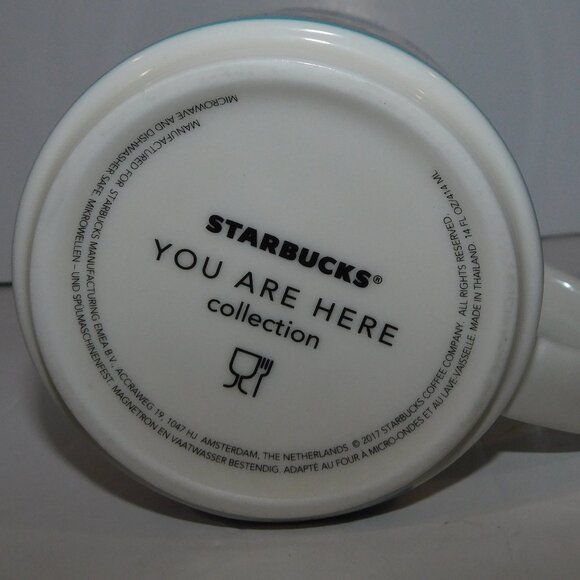 STARBUCKS®
YOU ARE HERE
collection
MANUFACTURED FOR STARBUCKS MANUFACTURING EMEA B.V. ACCRAWEG 19, 1047 HJ AMSTERDAM, THE NETHERLANDS. © 2017 STARBUCKS COFFEE COMPANY. ALL RIGHTS RESERVED
MICROWAVE AND DISHWASHER SAFE. MIKROWELLEN - UND SPÜLMASCHINENFEST. MAGNETRON EN VAATWASSER BESTENDIG. ADAPTÉ AU FOUR À MICRO-ONDES ET AU LAVE-VAISSELLE. MADE IN THAILAND. 14 FL OZ/414 ML